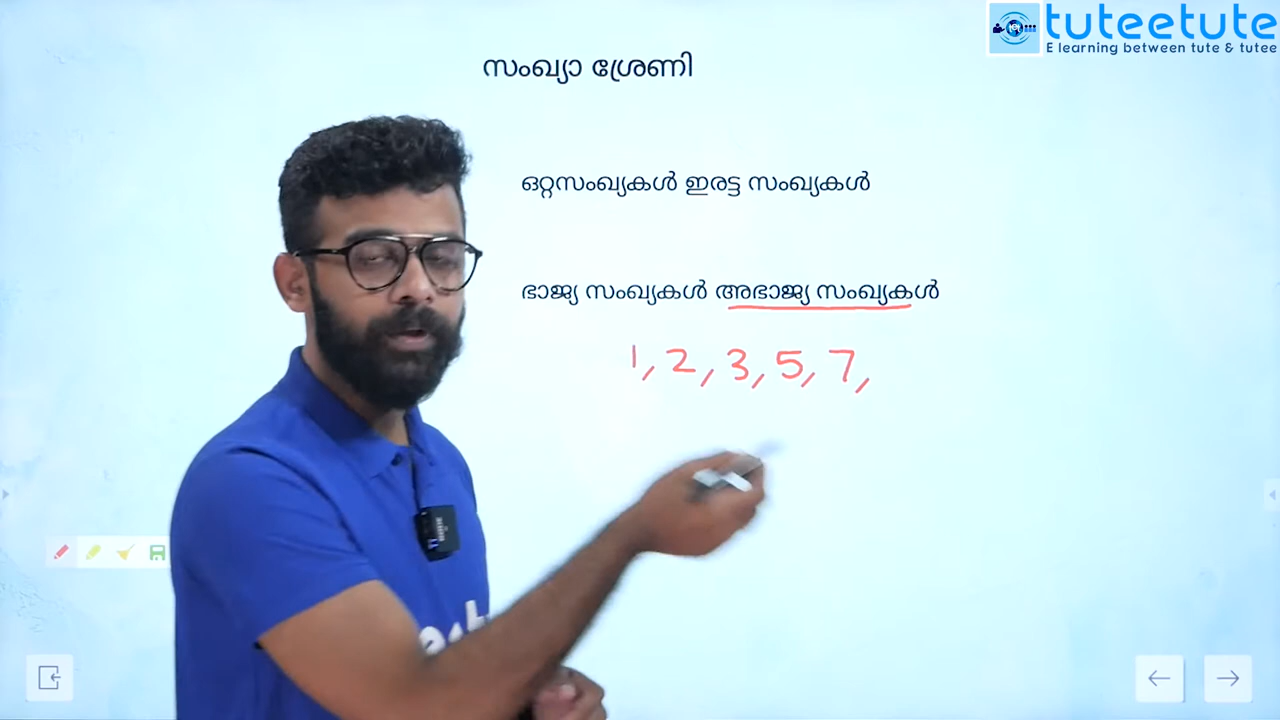 tuteetute
E learning between tute & tutee
സംഖ്യാ ശ്രേണി
ഒറ്റസംഖ്യകൾ ഇരട്ട സംഖ്യകൾ
ഭാജ്യ സംഖ്യകൾ അഭാജ്യ സംഖ്യകൾ
1, 2, 3, 5, 7,